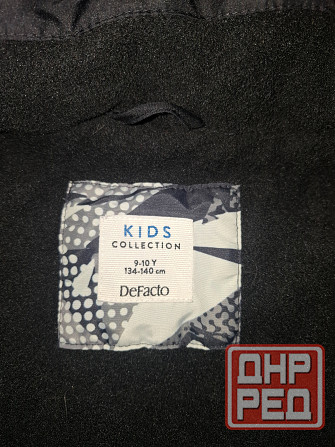 KIDS
COLLECTION
9-10 Y
134-140 cm
DeFacto
ДНР
РЕД